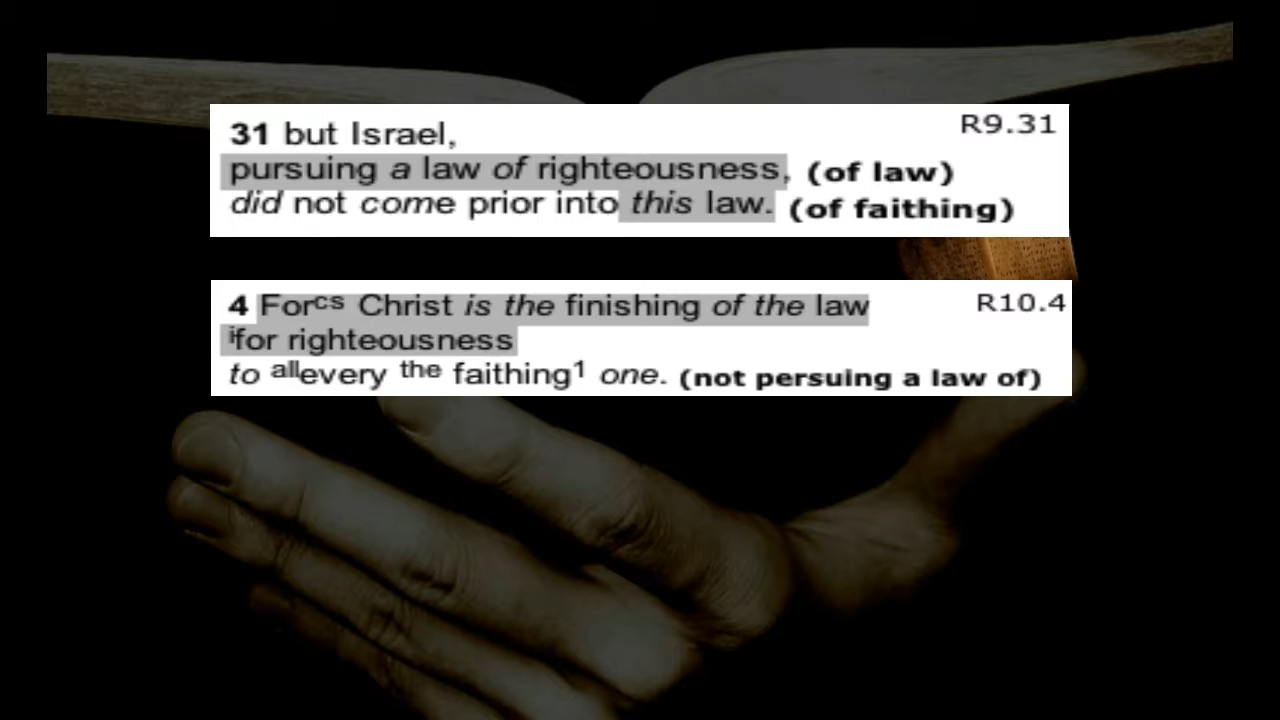 31 but Israel, R9.31
pursuing a law of righteousness, (of law)
did not come prior into this law. (of faithing)
4 Forcs Christ is the finishing of the law R10.4
ifor righteousness
to allevery the faithing1 one. (not persuing a law of)